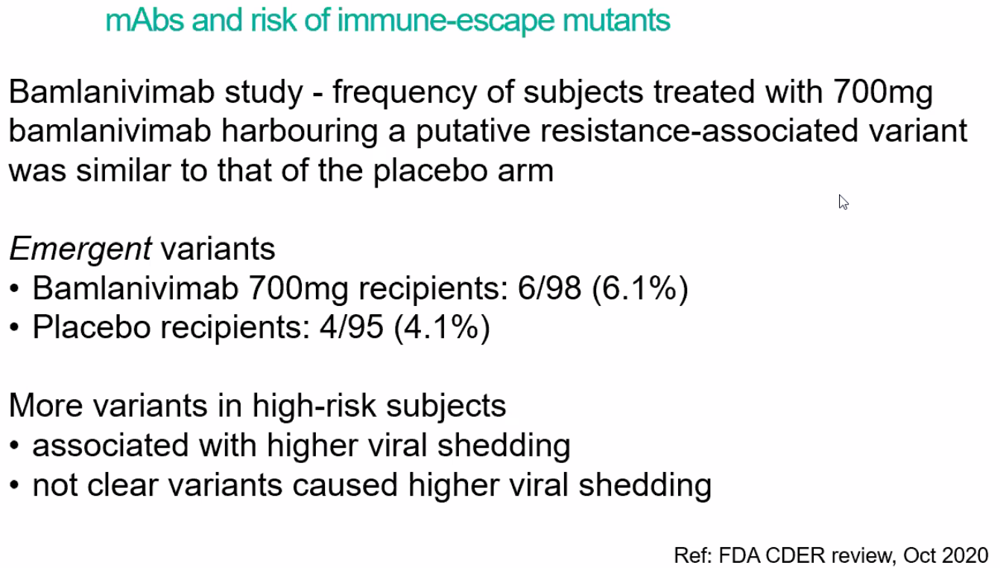 mAbs and risk of immune-escape mutants
Bamlanivimab study - frequency of subjects treated with 700mg
bamlanivimab harbouring a putative resistance-associated variant
was similar to that of the placebo arm
Emergent variants
• Bamlanivimab 700mg recipients: 6/98 (6.1%)
• Placebo recipients: 4/95 (4.1%)
More variants in high-risk subjects
• associated with higher viral shedding
• not clear variants caused higher viral shedding
Ref: FDA CDER review, Oct 2020